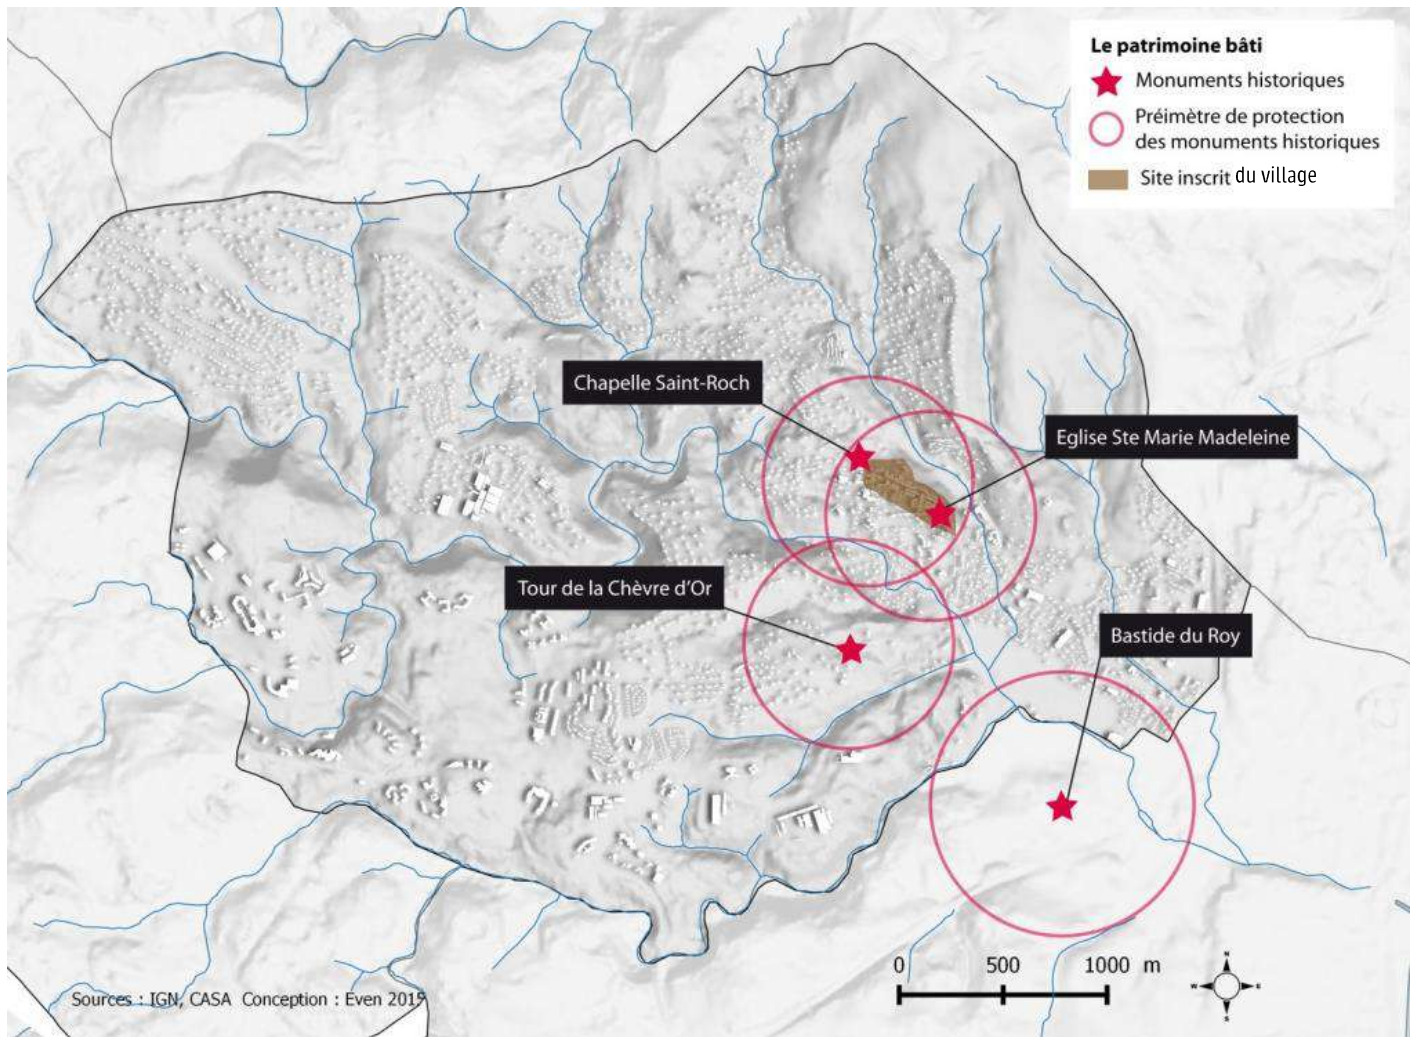 Le patrimoine bâti
Monuments historiques
Préimètre de protection
des monuments historiques
Site inscrit du village
Chapelle Saint-Roch
Eglise Ste Marie Madeleine
Tour de la Chèvre d'Or
Bastide du Roy
0 500 1000 m
N
W E
S
Sources : IGN, CASA Conception : Even 2015